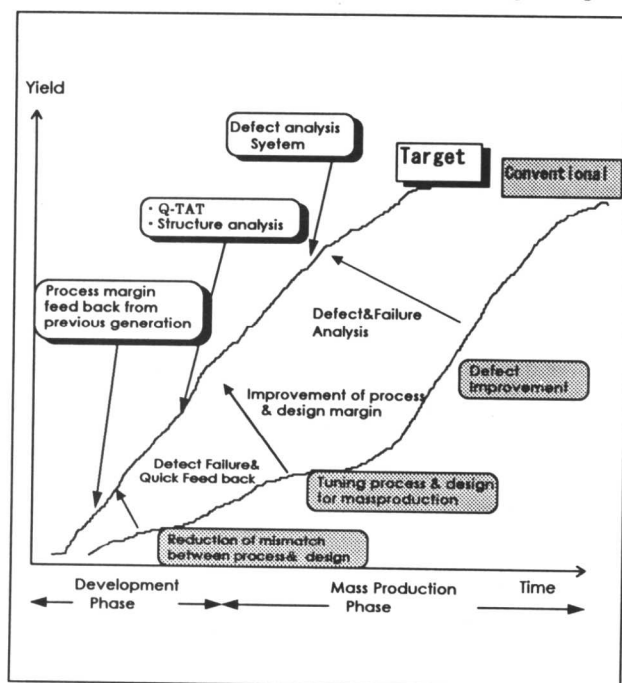 Yield
Defect analysis
Syetem
Target
Conventional
· Q-TAT
· Structure analysis
Process margin
feed back from
previous generation
Defect&Failure
Analysis
Defect
Improvement
Improvement of process
& design margin
Detect Failure&
Quick Feed back
Tuning process & design
for massproduction
Reduction of mismatch
between process& design
Development
Phase
Mass Production
Phase
Time